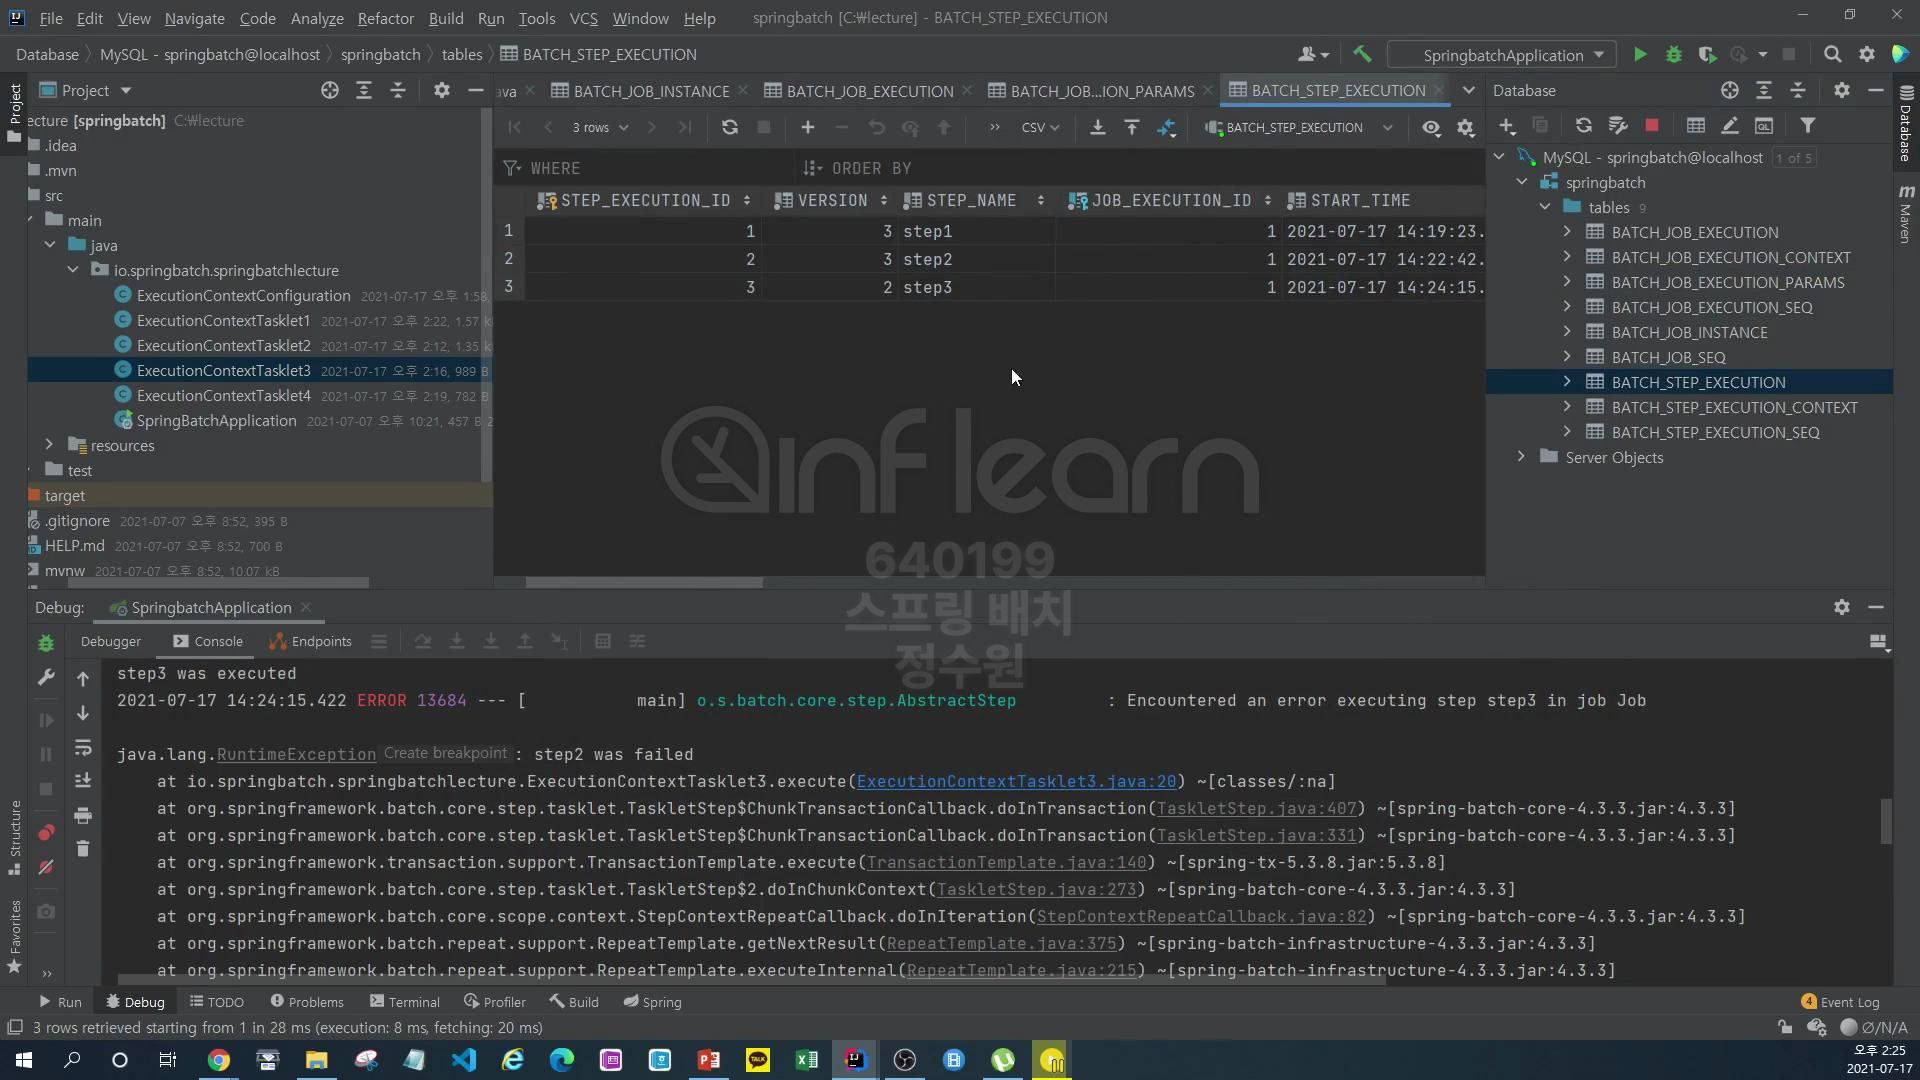 File Edit View Navigate Code Analyze Refactor Build Run Tools VCS Window Help springbatch [C:₩lecture] - BATCH_STEP_EXECUTION
Database MySQL - springbatch@localhost springbatch tables BATCH_STEP_EXECUTION SpringbatchApplication
Project ava BATCH_JOB_INSTANCE BATCH_JOB_EXECUTION BATCH_JOB...ION_PARAMS BATCH_STEP_EXECUTION Database
3 rows CSV BATCH_STEP_EXECUTION
WHERE ORDER BY
STEP_EXECUTION_ID VERSION STEP_NAME JOB_EXECUTION_ID START_TIME
1 1 3 step1 1 2021-07-17 14:19:23.
2 2 3 step2 1 2021-07-17 14:22:42.
3 3 2 step3 1 2021-07-17 14:24:15.
ecture [springbatch] C:₩lecture
.idea
.mvn
src
main
java
io.springbatch.springbatchlecture
ExecutionContextConfiguration 2021-07-17 오후 1:58,
ExecutionContextTasklet1 2021-07-17 오후 2:22, 1.57 k
ExecutionContextTasklet2 2021-07-17 오후 2:12, 1.35 k
ExecutionContextTasklet3 2021-07-17 오후 2:16, 989 B
ExecutionContextTasklet4 2021-07-17 오후 2:19, 782 B
SpringBatchApplication 2021-07-07 오후 10:21, 457 B 2
resources
test
target
.gitignore 2021-07-07 오후 8:52, 395 B
HELP.md 2021-07-07 오후 8:52, 700 B
mvnw 2021-07-07 오후 8:52, 10.07 kB
MySQL - springbatch@localhost 1 of 5
springbatch
tables 9
BATCH_JOB_EXECUTION
BATCH_JOB_EXECUTION_CONTEXT
BATCH_JOB_EXECUTION_PARAMS
BATCH_JOB_EXECUTION_SEQ
BATCH_JOB_INSTANCE
BATCH_JOB_SEQ
BATCH_STEP_EXECUTION
BATCH_STEP_EXECUTION_CONTEXT
BATCH_STEP_EXECUTION_SEQ
Server Objects
inflearn
640199
스프링 배치
정수원
Project
Structure
Favorites
Database
Maven
Debug: SpringbatchApplication
Debugger Console Endpoints
step3 was executed
2021-07-17 14:24:15.422 ERROR 13684 --- [ main] o.s.batch.core.step.AbstractStep : Encountered an error executing step step3 in job Job
java.lang.RuntimeException Create breakpoint : step2 was failed
at io.springbatch.springbatchlecture.ExecutionContextTasklet3.execute(ExecutionContextTasklet3.java:20) ~[classes/:na]
at org.springframework.batch.core.step.tasklet.TaskletStep$ChunkTransactionCallback.doInTransaction(TaskletStep.java:407) ~[spring-batch-core-4.3.3.jar:4.3.3]
at org.springframework.batch.core.step.tasklet.TaskletStep$ChunkTransactionCallback.doInTransaction(TaskletStep.java:331) ~[spring-batch-core-4.3.3.jar:4.3.3]
at org.springframework.transaction.support.TransactionTemplate.execute(TransactionTemplate.java:140) ~[spring-tx-5.3.8.jar:5.3.8]
at org.springframework.batch.core.step.tasklet.TaskletStep$2.doInChunkContext(TaskletStep.java:273) ~[spring-batch-core-4.3.3.jar:4.3.3]
at org.springframework.batch.core.scope.context.StepContextRepeatCallback.doInIteration(StepContextRepeatCallback.java:82) ~[spring-batch-core-4.3.3.jar:4.3.3]
at org.springframework.batch.repeat.support.RepeatTemplate.getNextResult(RepeatTemplate.java:375) ~[spring-batch-infrastructure-4.3.3.jar:4.3.3]
at org.springframework.batch.repeat.support.RepeatTemplate.executeInternal(RepeatTemplate.java:215) ~[spring-batch-infrastructure-4.3.3.jar:4.3.3]
Run Debug TODO Problems Terminal Profiler Build Spring 4 Event Log
3 rows retrieved starting from 1 in 28 ms (execution: 8 ms, fetching: 20 ms) Ø/N/A
오후 2:25
2021-07-17